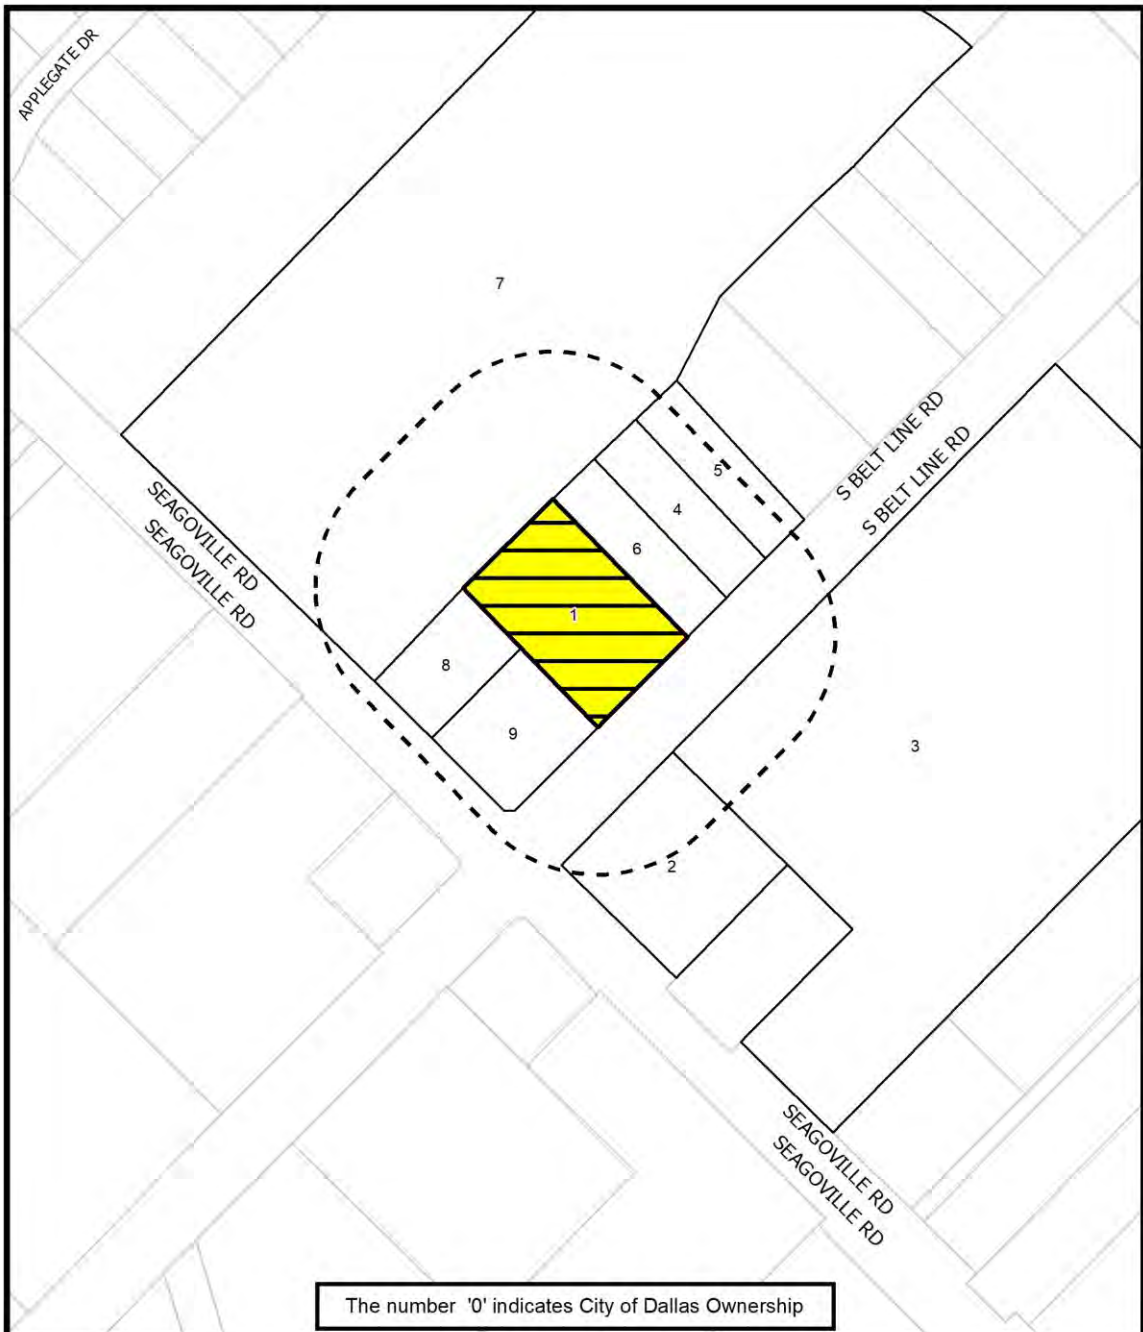 APPLEGATE DR
7
S BELT LINE RD
S BELT LINE RD
5
4
6
SEAGOVILLE RD
SEAGOVILLE RD
1
8
9
3
2
SEAGOVILLE RD
SEAGOVILLE RD
The number '0' indicates City of Dallas Ownership